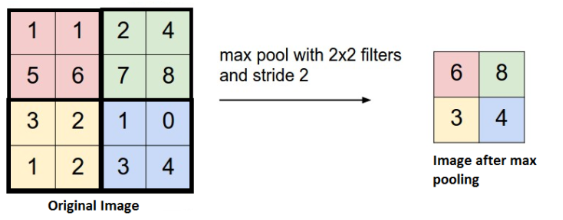 1 1 2 4
5 6 7 8
3 2 1 0
1 2 3 4
Original Image
max pool with 2x2 filters
and stride 2
6 8
3 4
Image after max
pooling